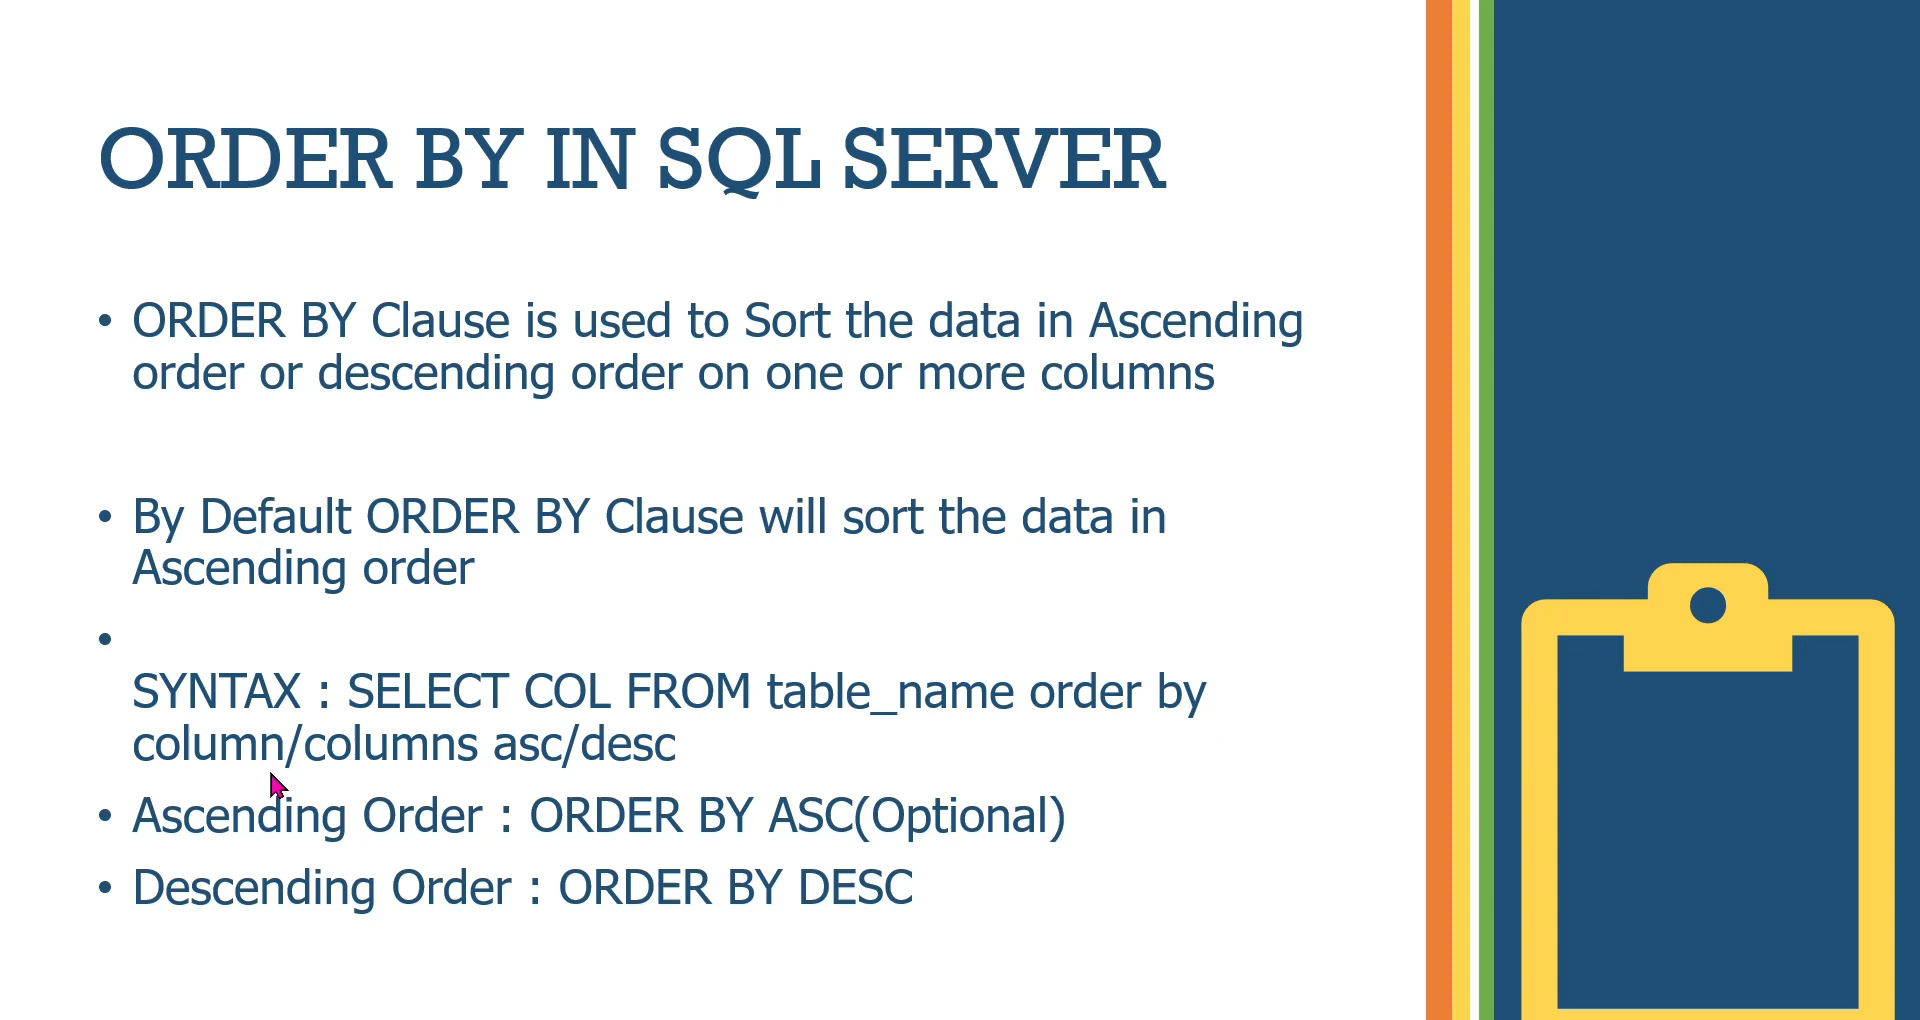 ORDER BY IN SQL SERVER
• ORDER BY Clause is used to Sort the data in Ascending
order or descending order on one or more columns
• By Default ORDER BY Clause will sort the data in
Ascending order
•
SYNTAX : SELECT COL FROM table_name order by
column/columns asc/desc
• Ascending Order : ORDER BY ASC(Optional)
• Descending Order : ORDER BY DESC